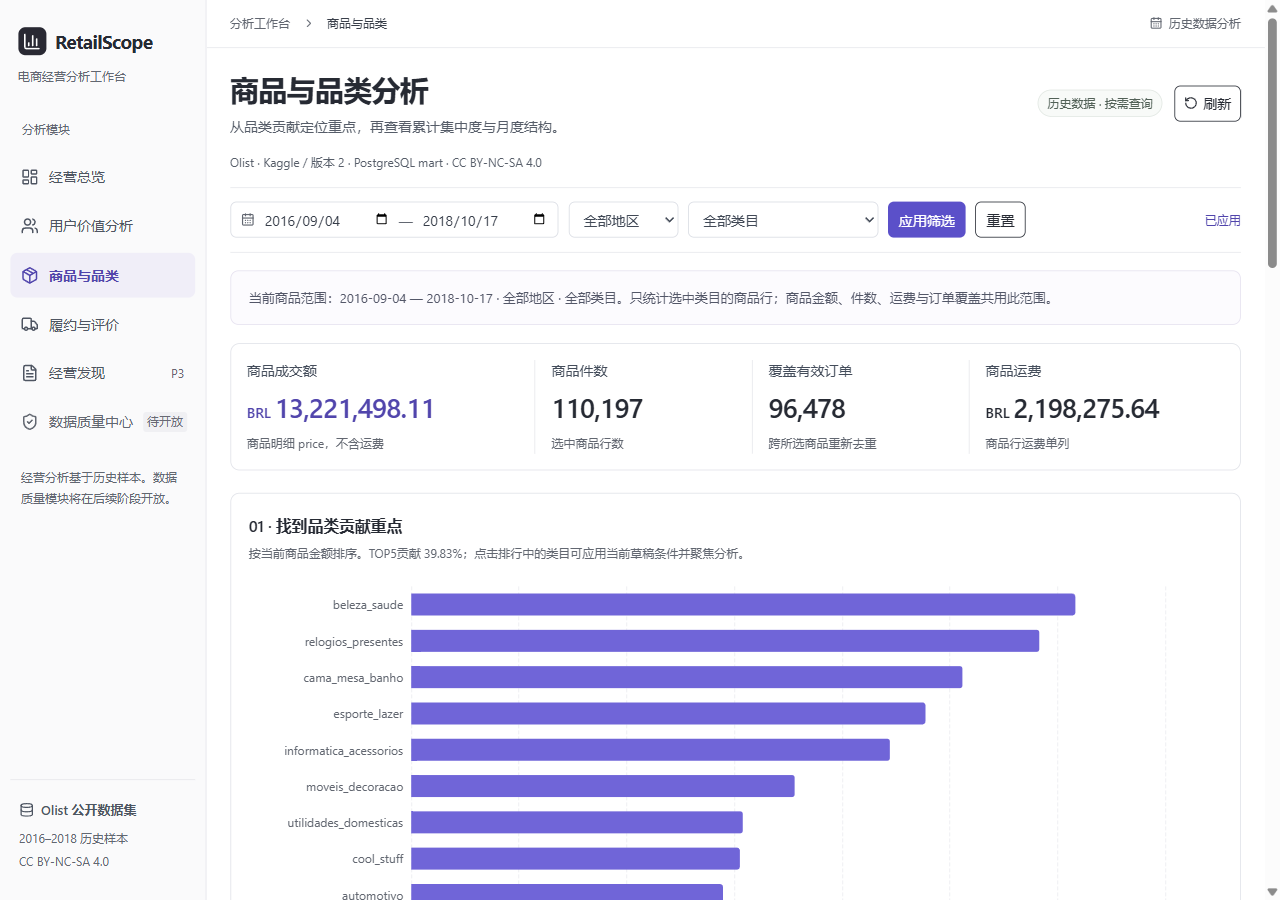 RetailScope
电商经营分析工作台
分析模块
经营总览
用户价值分析
商品与品类
履约与评价
经营发现 P3
数据质量中心 待开放
经营分析基于历史样本。数据
质量模块将在后续阶段开放。
Olist 公开数据集
2016–2018 历史样本
CC BY-NC-SA 4.0
分析工作台 > 商品与品类
历史数据分析
商品与品类分析
从品类贡献定位重点，再查看累计集中度与月度结构。
历史数据 · 按需查询
刷新
Olist · Kaggle / 版本 2 · PostgreSQL mart · CC BY-NC-SA 4.0
2016/09/04 — 2018/10/17
全部地区
全部类目
应用筛选
重置
已应用
当前商品范围：2016-09-04 — 2018-10-17 · 全部地区 · 全部类目。只统计选中类目的商品行；商品金额、件数、运费与订单覆盖共用此范围。
商品成交额
BRL 13,221,498.11
商品明细 price，不含运费
商品件数
110,197
选中商品行数
覆盖有效订单
96,478
跨所选商品重新去重
商品运费
BRL 2,198,275.64
商品行运费单列
01 · 找到品类贡献重点
按当前商品金额排序。TOP5贡献 39.83%；点击排行中的类目可应用当前草稿条件并聚焦分析。
beleza_saude
relogios_presentes
cama_mesa_banho
esporte_lazer
informatica_acessorios
moveis_decoracao
utilidades_domesticas
cool_stuff
automotivo